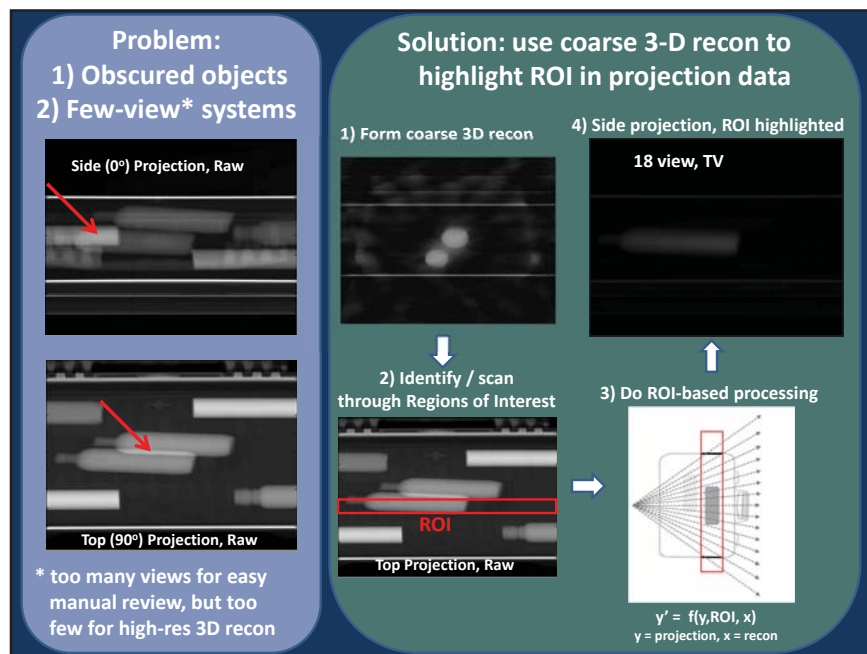 Problem:
1) Obscured objects
2) Few-view* systems
Side (0º) Projection, Raw
Top (90º) Projection, Raw
* too many views for easy
manual review, but too
few for high-res 3D recon
Solution: use coarse 3-D recon to
highlight ROI in projection data
1) Form coarse 3D recon
2) Identify / scan
through Regions of Interest
ROI
Top Projection, Raw
3) Do ROI-based processing
y' = f(y,ROI, x)
y = projection, x = recon
4) Side projection, ROI highlighted
18 view, TV